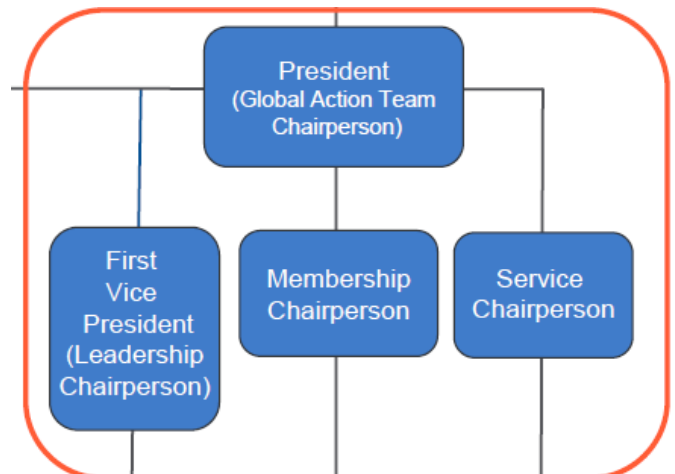 President
(Global Action Team
Chairperson)
First
Vice
President
(Leadership
Chairperson)
Membership
Chairperson
Service
Chairperson